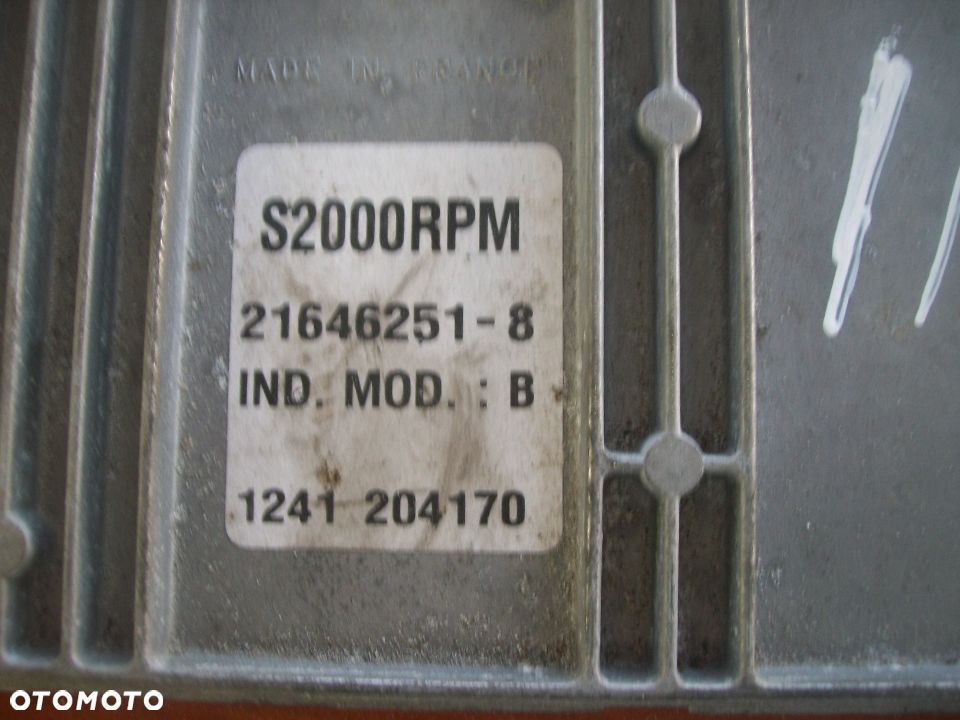 MADE IN FRANCE
S2000RPM
21646251-8
IND. MOD. : B
1241 204170
OTOMOTO